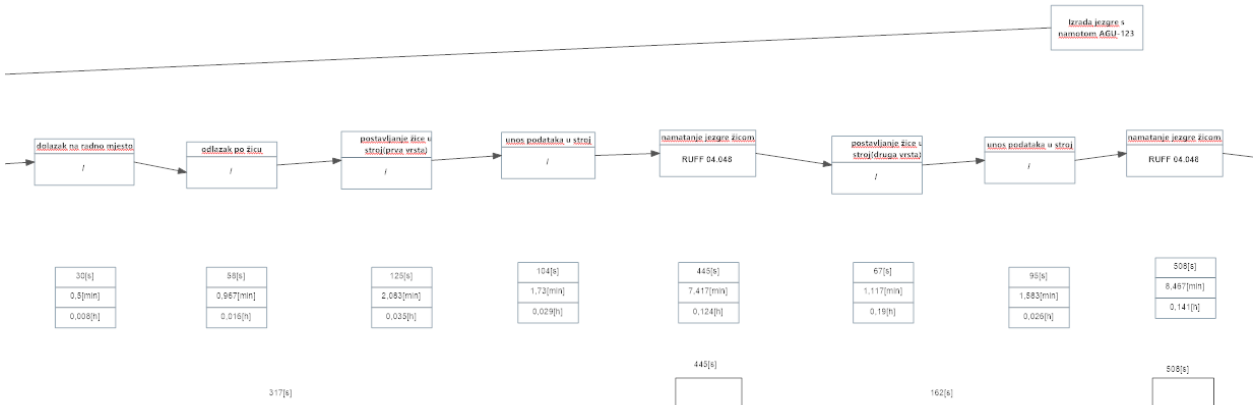 Izrada jezgre s
namotom AGU-123
dolazak na radno mjesto
/
odlazak po žicu
/
postavljanje žice u
stroj(prva vrsta)
/
unos podataka u stroj
/
namatanje jezgre žicom
RUFF 04.048
postavljanje žice u
stroj(druga vrsta)
/
unos podataka u stroj
/
namatanje jezgre žicom
RUFF 04.048
30[s]
0,5[min]
0,008[h]
58[s]
0,967[min]
0,016[h]
125[s]
2,083[min]
0,035[h]
104[s]
1,73[min]
0,029[h]
445[s]
7,417[min]
0,124[h]
67[s]
1,117[min]
0,19[h]
95[s]
1,583[min]
0,026[h]
508[s]
8,467[min]
0,141[h]
317[s]
445[s]
162[s]
508[s]